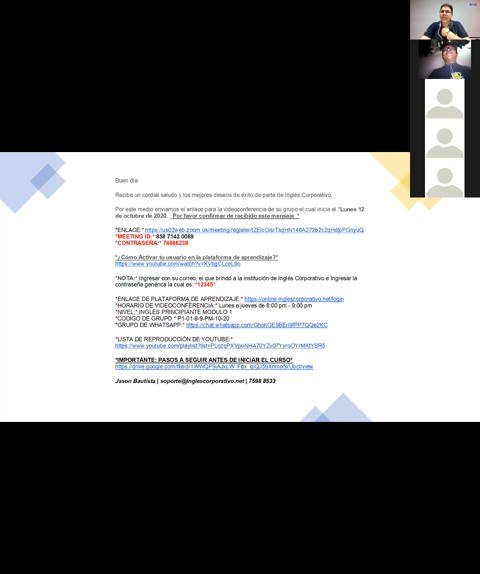 Buen día
Reciba un cordial saludo y los mejores deseos de éxito de parte de Inglés Corporativo.
Por este medio enviamos el enlace para la videoconferencia de su grupo el cual inicia el "Lunes 12
de octubre de 2020. Por favor confirmar de recibido este mensaje *
*ENLACE:*
*MEETING ID:* 858 7143 0069
*CONTRASEÑA:* 74886239
*¿Cómo Activar tu usuario en la plataforma de aprendizaje?*
*NOTA:* Ingresar con su correo, el que brindó a la institución de Inglés Corporativo e Ingresar la
contraseña genérica la cual es: *12345*
*ENLACE DE PLATAFORMA DE APRENDIZAJE:* https://online.inglescorporativo.net/login
*HORARIO DE VIDEOCONFERENCIA:* Lunes a jueves de 8:00 pm - 9:00 pm
*NIVEL:* INGLÉS PRINCIPIANTE MODULO 1
*CODIGO DE GRUPO:* P1-01-8-9-PM-10-20
*GRUPO DE WHATSAPP:*
*LISTA DE REPRODUCCIÓN DE YOUTUBE:*
*IMPORTANTE: PASOS A SEGUIR ANTES DE INICIAR EL CURSO*
Jason Bautista | soporte@inglescorporativo.net | 7598 8533